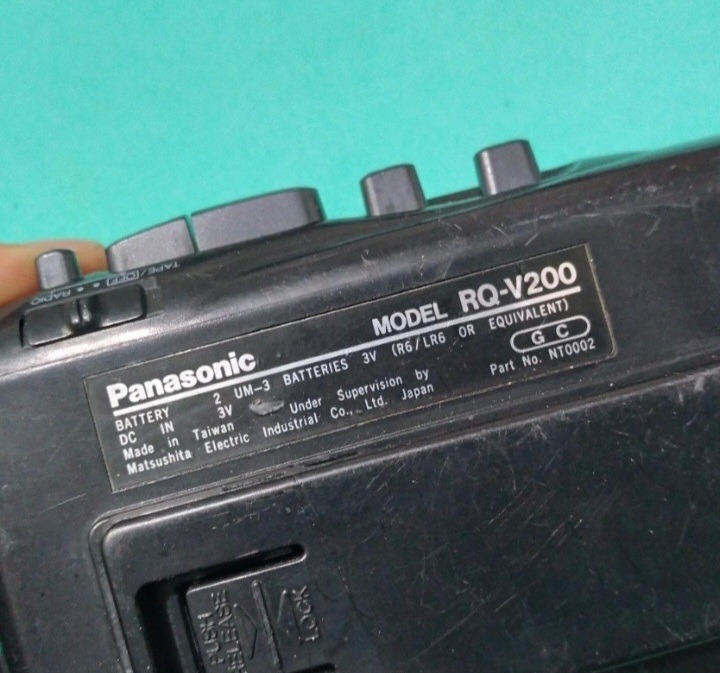 TAPE/OFF • • RADIO
Panasonic MODEL RQ-V200
BATTERY 2 UM-3 BATTERIES 3V (R6/LR6 OR EQUIVALENT)
DC IN 3V
G C
Made in Taiwan Under Supervision by
Part No. NT0002
Matsushita Electric Industrial Co., Ltd. Japan
PUSH
RELEASE
LOCK